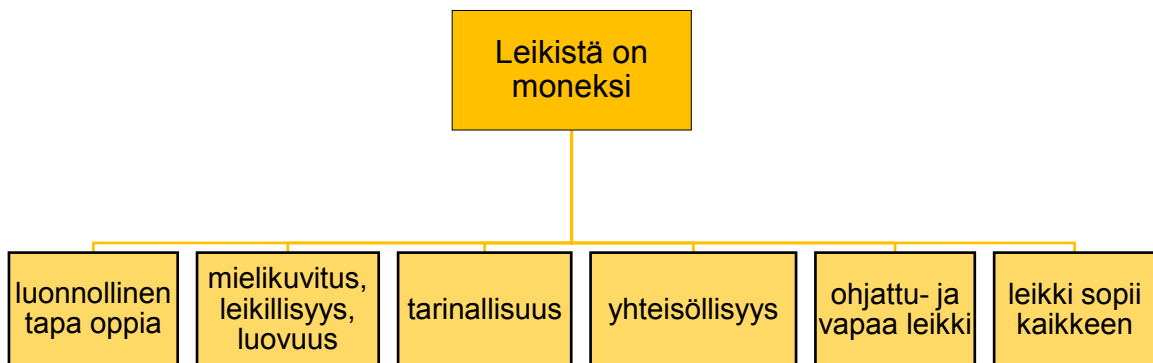 Leikistä on
moneksi
luonnollinen
tapa oppia
mielikuvitus,
leikillisyys,
luovuus
tarinallisuus
yhteisöllisyys
ohjattu- ja
vapaa leikki
leikki sopii
kaikkeen